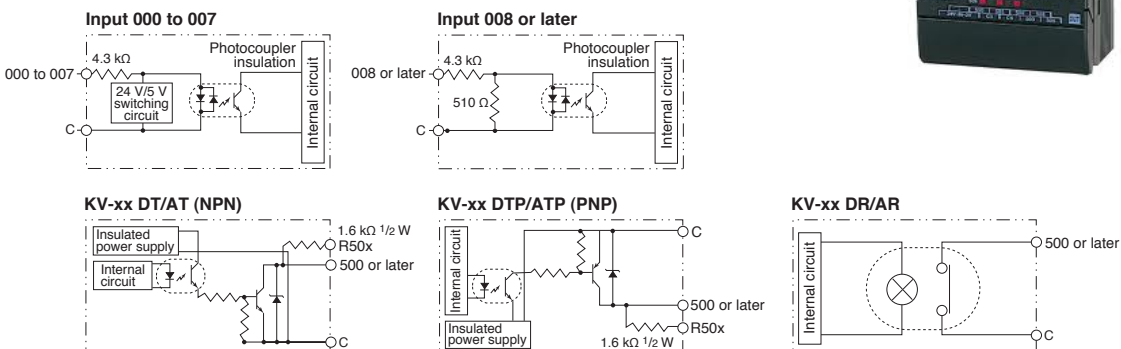 Input 000 to 007
000 to 007
4.3 kΩ
Photocoupler
insulation
24 V/5 V
switching
circuit
C
Internal circuit
Input 008 or later
008 or later
4.3 kΩ
Photocoupler
insulation
510 Ω
C
Internal circuit
KV-xx DT/AT (NPN)
Insulated
power supply
Internal
circuit
1.6 kΩ 1/2 W
R50x
500 or later
C
KV-xx DTP/ATP (PNP)
Internal circuit
Insulated
power supply
C
500 or later
R50x
1.6 kΩ 1/2 W
KV-xx DR/AR
Internal circuit
500 or later
C